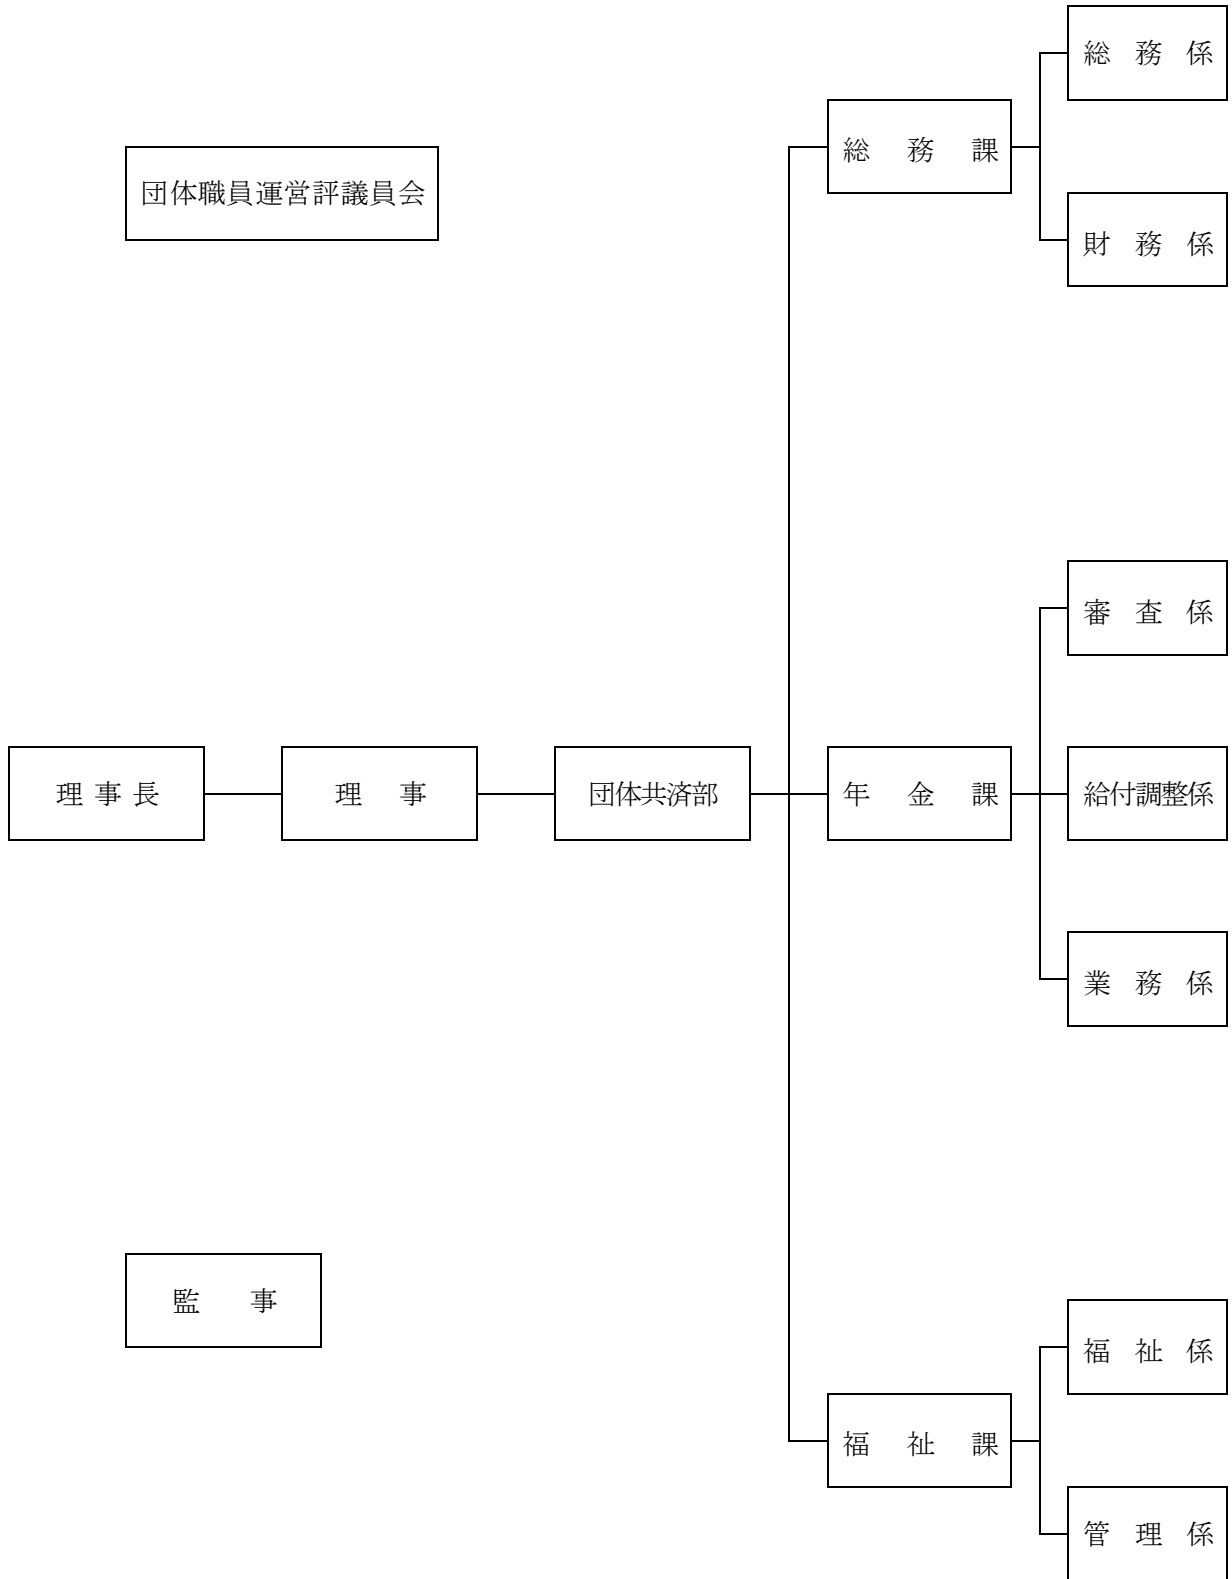 総務係
総務課
団体職員運営評議員会
財務係
審査係
理事長
理事
団体共済部
年金課
給付調整係
業務係
監事
福祉係
福祉課
管理係